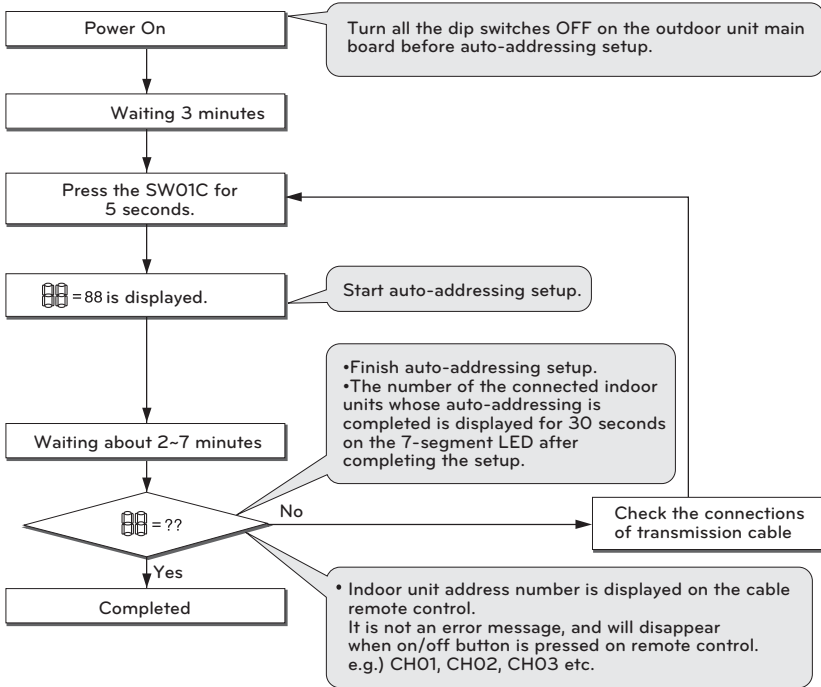 Power On
Turn all the dip switches OFF on the outdoor unit main
board before auto-addressing setup.
Waiting 3 minutes
Press the SW01C for
5 seconds.
88 = 88 is displayed.
Start auto-addressing setup.
•Finish auto-addressing setup.
•The number of the connected indoor
units whose auto-addressing is
completed is displayed for 30 seconds
on the 7-segment LED after
completing the setup.
Waiting about 2~7 minutes
88 = ??
No
Check the connections
of transmission cable
Yes
Completed
• Indoor unit address number is displayed on the cable
remote control.
It is not an error message, and will disappear
when on/off button is pressed on remote control.
e.g.) CH01, CH02, CH03 etc.